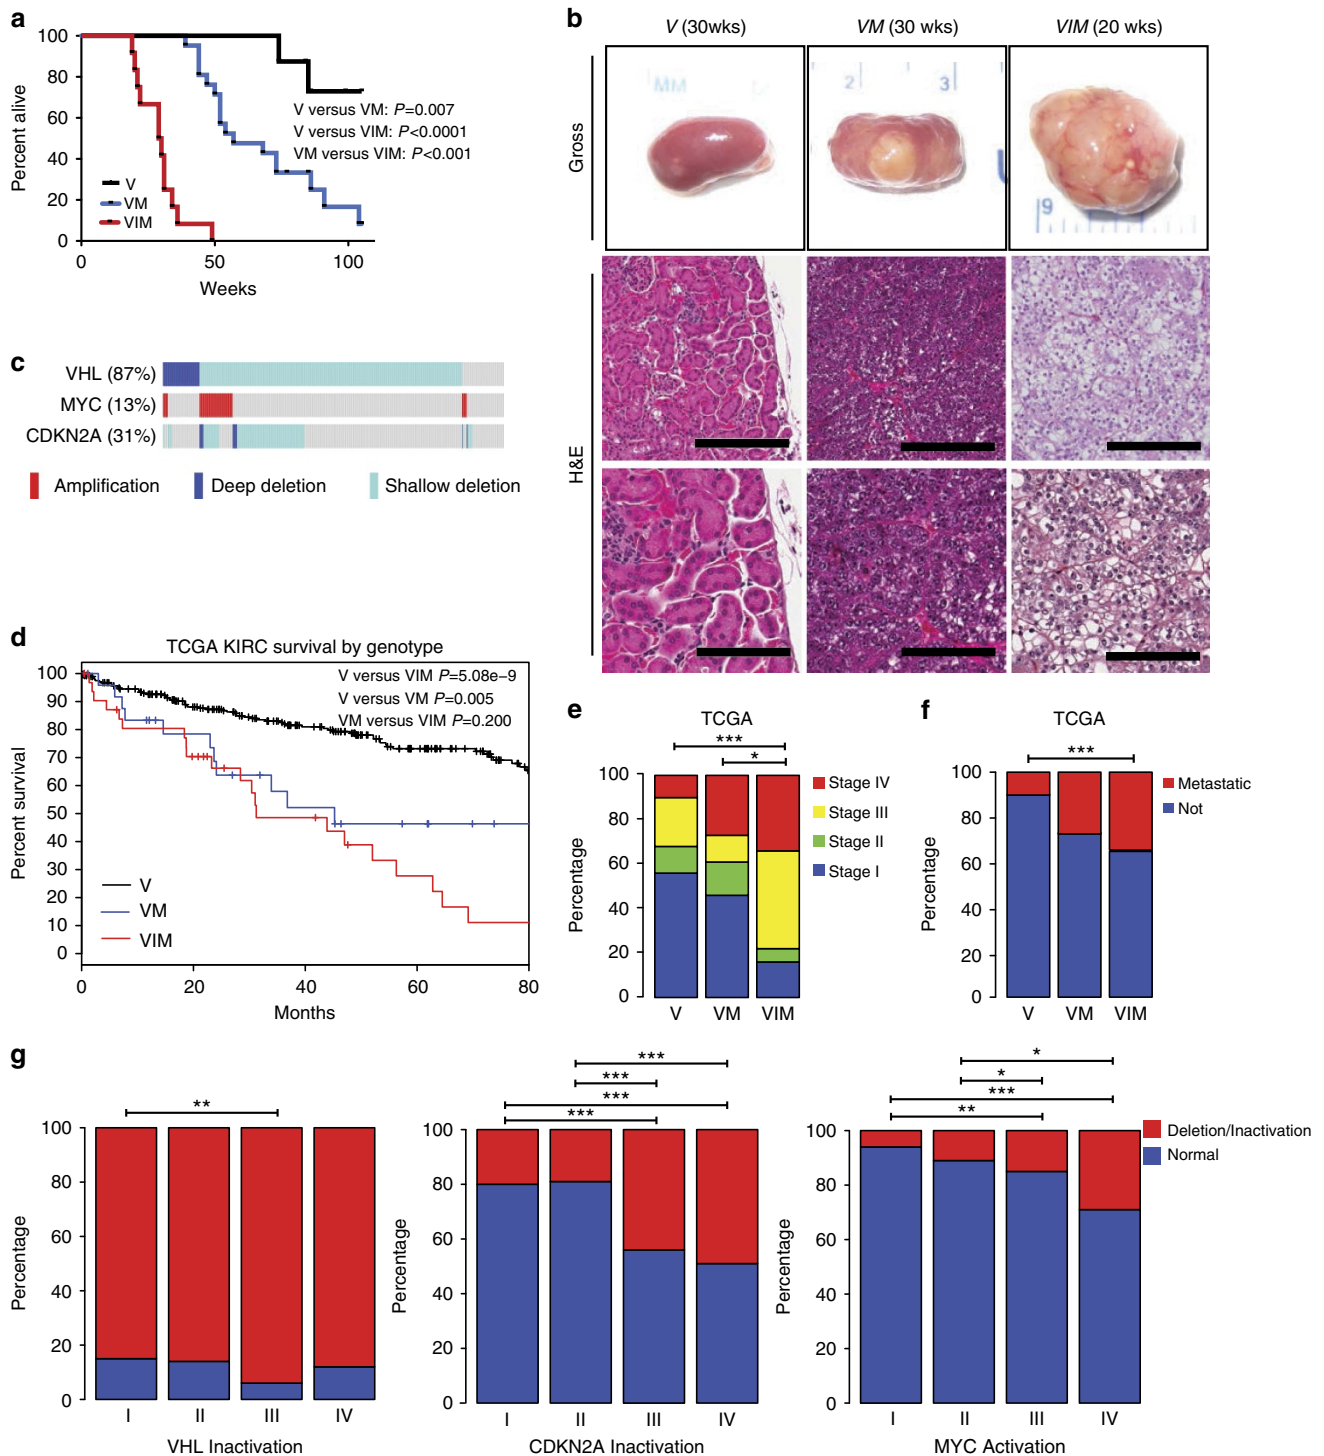 a
100
80
60
40
20
0
Percent alive
V versus VM: P=0.007
V versus VIM: P<0.0001
VM versus VIM: P<0.001
V
VM
VIM
0 50 100
Weeks
b
V (30wks) VM (30 wks) VIM (20 wks)
Gross
MM
2 3
9
H&E
c
VHL (87%)
MYC (13%)
CDKN2A (31%)
Amplification Deep deletion Shallow deletion
d
TCGA KIRC survival by genotype
100
90
80
70
60
50
40
30
20
10
0
Percent survival
V versus VIM P=5.08e−9
V versus VM P=0.005
VM versus VIM P=0.200
V
VM
VIM
0 20 40 60 80
Months
e
TCGA
***
*
100
80
60
40
20
0
Percentage
V VM VIM
Stage IV
Stage III
Stage II
Stage I
f
TCGA
***
100
80
60
40
20
0
Percentage
V VM VIM
Metastatic
Not
g
**
100
80
60
40
20
0
Percentage
I II III IV
VHL Inactivation
***
***
***
***
100
80
60
40
20
0
Percentage
I II III IV
CDKN2A Inactivation
*
*
***
**
100
80
60
40
20
0
Percentage
I II III IV
MYC Activation
Deletion/Inactivation
Normal